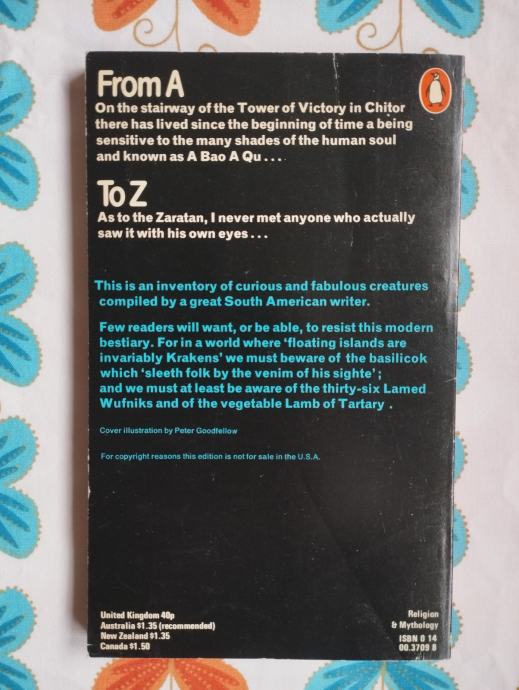 From A
On the stairway of the Tower of Victory in Chitor
there has lived since the beginning of time a being
sensitive to the many shades of the human soul
and known as A Bao A Qu...
To Z
As to the Zaratan, I never met anyone who actually
saw it with his own eyes...
This is an inventory of curious and fabulous creatures
compiled by a great South American writer.
Few readers will want, or be able, to resist this modern
bestiary. For in a world where 'floating islands are
invariably Krakens' we must beware of the basilicok
which 'sleeth folk by the venim of his sighte';
and we must at least be aware of the thirty-six Lamed
Wufniks and of the vegetable Lamb of Tartary .
Cover illustration by Peter Goodfellow
For copyright reasons this edition is not for sale in the U.S.A.
United Kingdom 40p
Australia $1.35 (recommended)
New Zealand $1.35
Canada $1.50
Religion
& Mythology
ISBN 0 14
00.3709 8